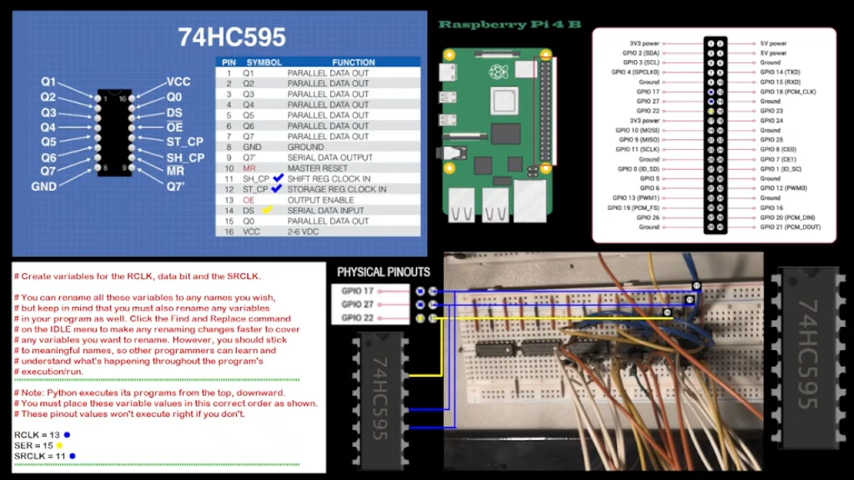 74HC595
Q1
Q2
Q3
Q4
Q5
Q6
Q7
GND
1
16
8
9
VCC
Q0
DS
OE
ST_CP
SH_CP
MR
Q7'
PIN SYMBOL FUNCTION
1 Q1 PARALLEL DATA OUT
2 Q2 PARALLEL DATA OUT
3 Q3 PARALLEL DATA OUT
4 Q4 PARALLEL DATA OUT
5 Q5 PARALLEL DATA OUT
6 Q6 PARALLEL DATA OUT
7 Q7 PARALLEL DATA OUT
8 GND GROUND
9 Q7' SERIAL DATA OUTPUT
10 MR MASTER RESET
11 SH_CP SHIFT REG CLOCK IN
12 ST_CP STORAGE REG CLOCK IN
13 OE OUTPUT ENABLE
14 DS SERIAL DATA INPUT
15 Q0 PARALLEL DATA OUT
16 VCC 2-6 VDC
Raspberry Pi 4 B
3V3 power
GPIO 2 (SDA)
GPIO 3 (SCL)
GPIO 4 (GPCLK0)
Ground
GPIO 17
GPIO 27
GPIO 22
3V3 power
GPIO 10 (MOSI)
GPIO 9 (MISO)
GPIO 11 (SCLK)
Ground
GPIO 0 (ID_SD)
GPIO 5
GPIO 6
GPIO 13 (PWM1)
GPIO 19 (PCM_FS)
GPIO 26
Ground
5V power
5V power
Ground
GPIO 14 (TXD)
GPIO 15 (RXD)
GPIO 18 (PCM_CLK)
Ground
GPIO 23
GPIO 24
Ground
GPIO 25
GPIO 8 (CE0)
GPIO 7 (CE1)
GPIO 1 (ID_SC)
Ground
GPIO 12 (PWM0)
Ground
GPIO 16
GPIO 20 (PCM_DIN)
GPIO 21 (PCM_DOUT)
# Create variables for the RCLK, data bit and the SRCLK.
# You can rename all these variables to any names you wish,
# but keep in mind that you must also rename any variables
# in your program as well. Click the Find and Replace command
# on the IDLE menu to make any renaming changes faster to cover
# any variables you want to rename. However, you should stick
# to meaningful names, so other programmers can learn and
# understand what's happening throughout the program's
# execution/run.
# Note: Python executes its programs from the top, downward.
# You must place these variable values in this correct order as shown.
# These pinout values won't execute right if you don't.
RCLK = 13
SER = 15
SRCLK = 11
PHYSICAL PINOUTS
GPIO 17
GPIO 27
GPIO 22
74HC595
74HC595